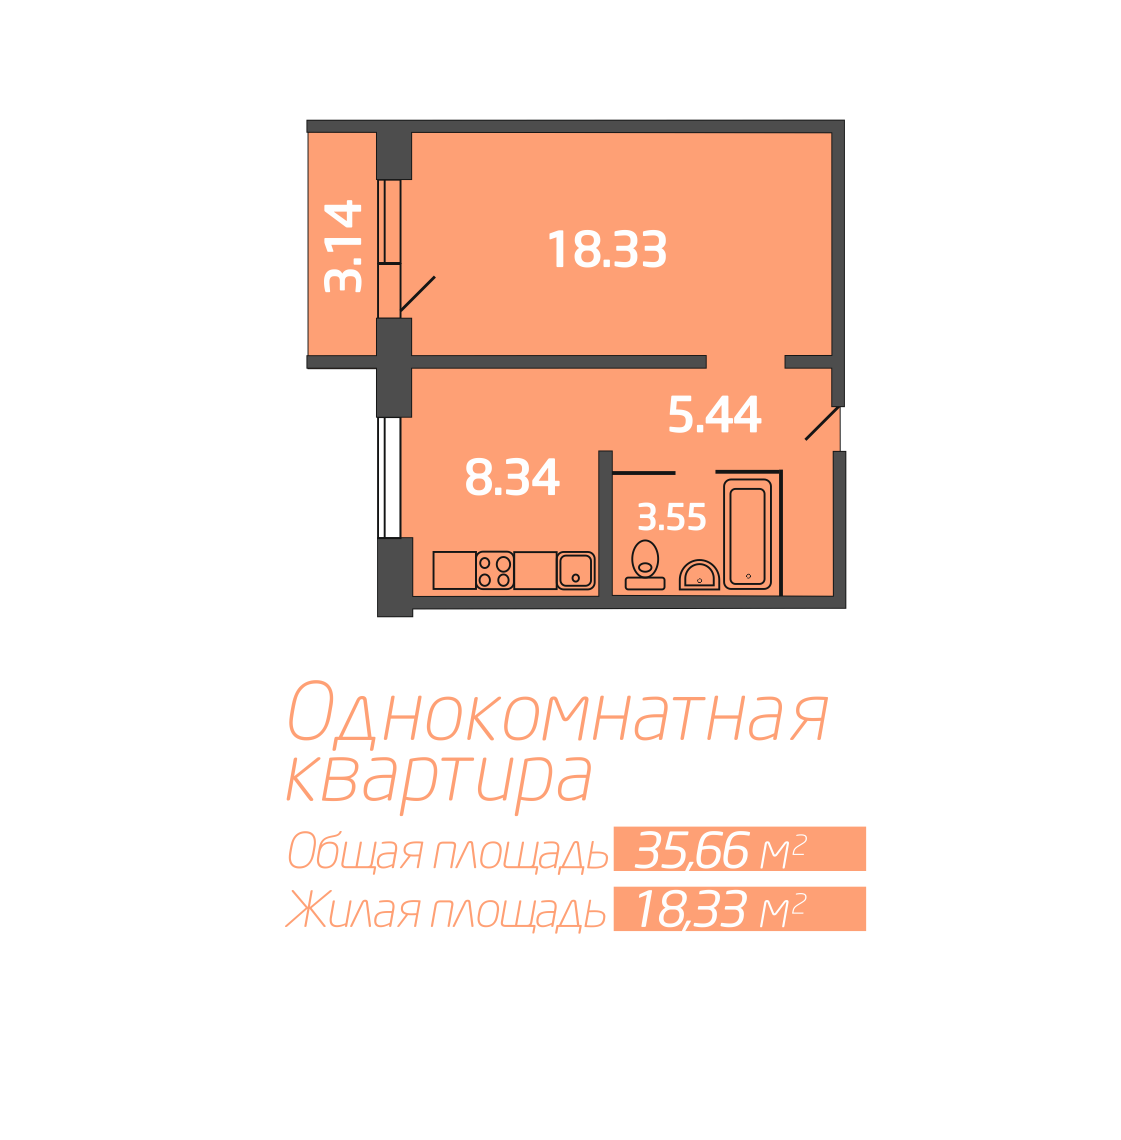 3.14
18.33
5.44
8.34
3.55
Однокомнатная
квартира
Общая площадь 35,66 м²
Жилая площадь 18,33 м²